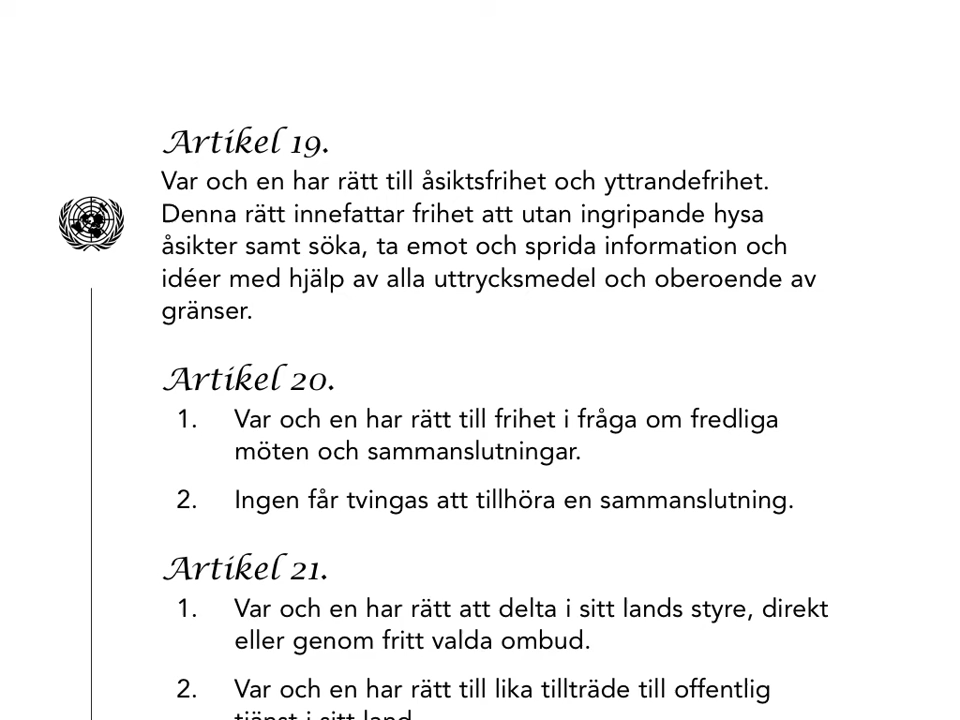 Artikel 19.
Var och en har rätt till åsiktsfrihet och yttrandefrihet.
Denna rätt innefattar frihet att utan ingripande hysa
åsikter samt söka, ta emot och sprida information och
idéer med hjälp av alla uttrycksmedel och oberoende av
gränser.
Artikel 20.
1. Var och en har rätt till frihet i fråga om fredliga
möten och sammanslutningar.
2. Ingen får tvingas att tillhöra en sammanslutning.
Artikel 21.
1. Var och en har rätt att delta i sitt lands styre, direkt
eller genom fritt valda ombud.
2. Var och en har rätt till lika tillträde till offentlig
tjänst i sitt land